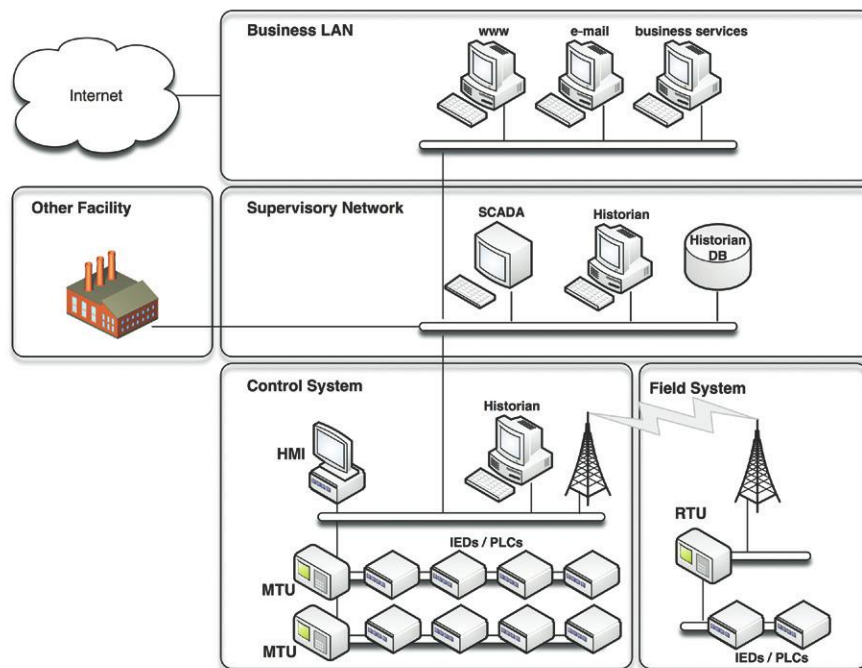 Business LAN
www
e-mail
business services
Internet
Other Facility
Supervisory Network
SCADA
Historian
Historian
DB
Control System
Field System
Historian
HMI
RTU
IEDs / PLCs
MTU
MTU
IEDs / PLCs